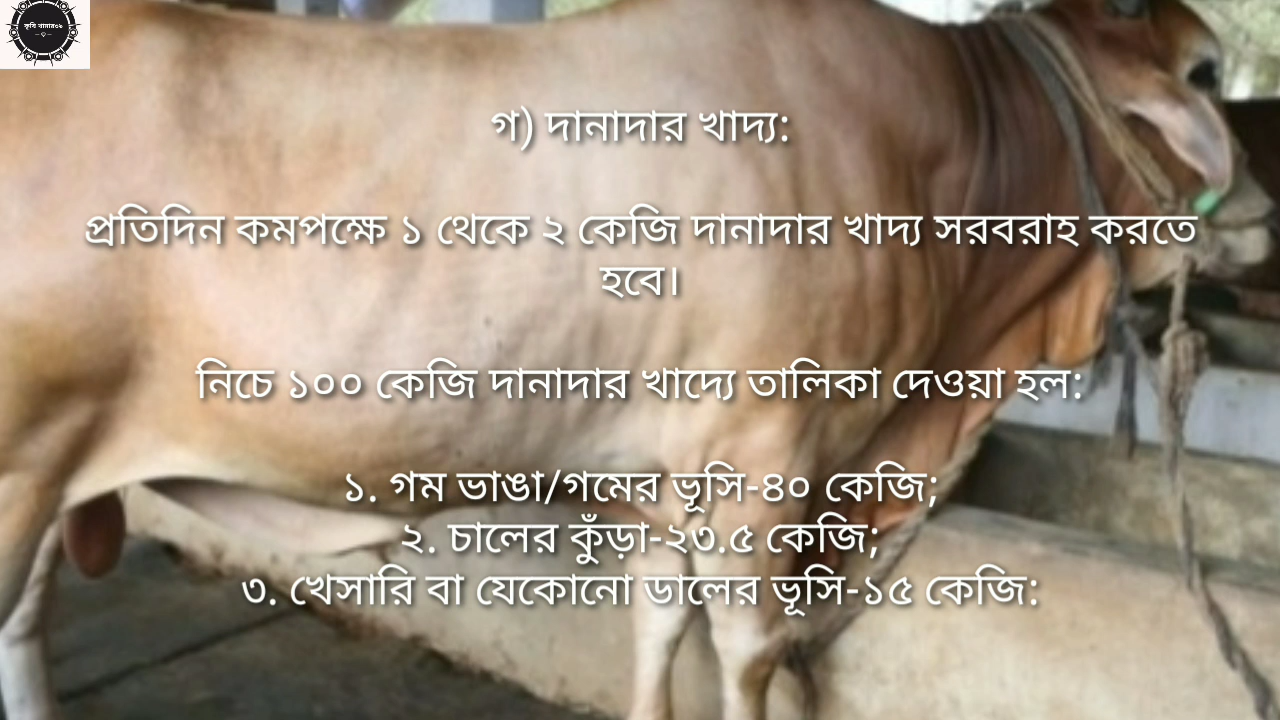 কৃষি খামার৩৯
গ) দানাদার খাদ্য:
প্রতিদিন কমপক্ষে ১ থেকে ২ কেজি দানাদার খাদ্য সরবরাহ করতে
হবে।
নিচে ১০০ কেজি দানাদার খাদ্যে তালিকা দেওয়া হল:
১. গম ভাঙা/গমের ভূসি-৪০ কেজি;
২. চালের কুঁড়া-২৩.৫ কেজি;
৩. খেসারি বা যেকোনো ডালের ভূসি-১৫ কেজি: